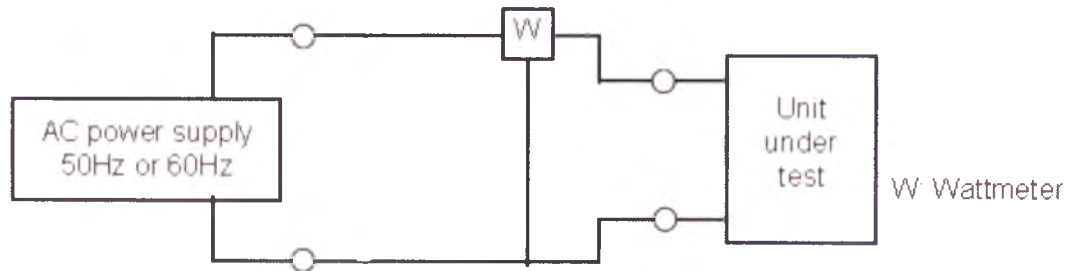 W
AC power supply
50Hz or 60Hz
Unit
under
test
W: Wattmeter